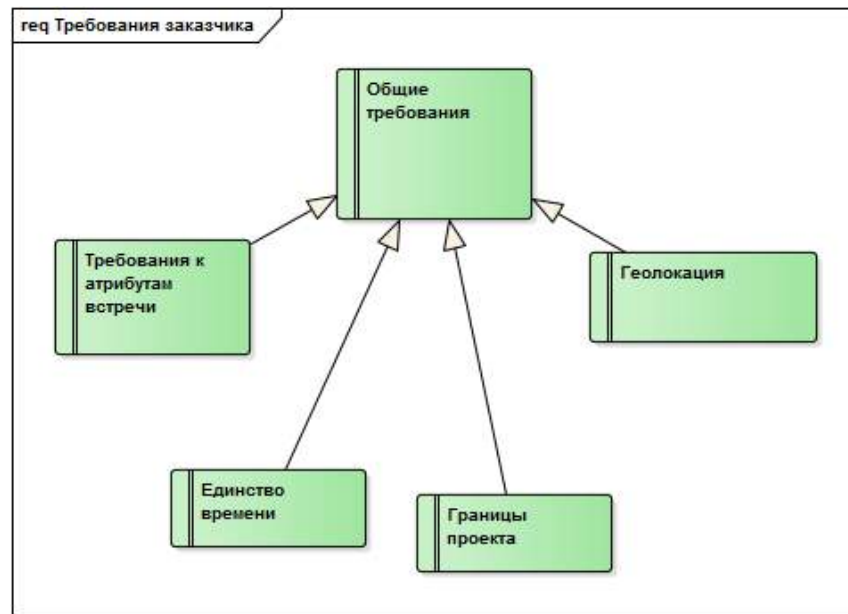 req Требования заказчика
Общие
требования
Требования к
атрибутам
встречи
Геолокация
Единство
времени
Границы
проекта